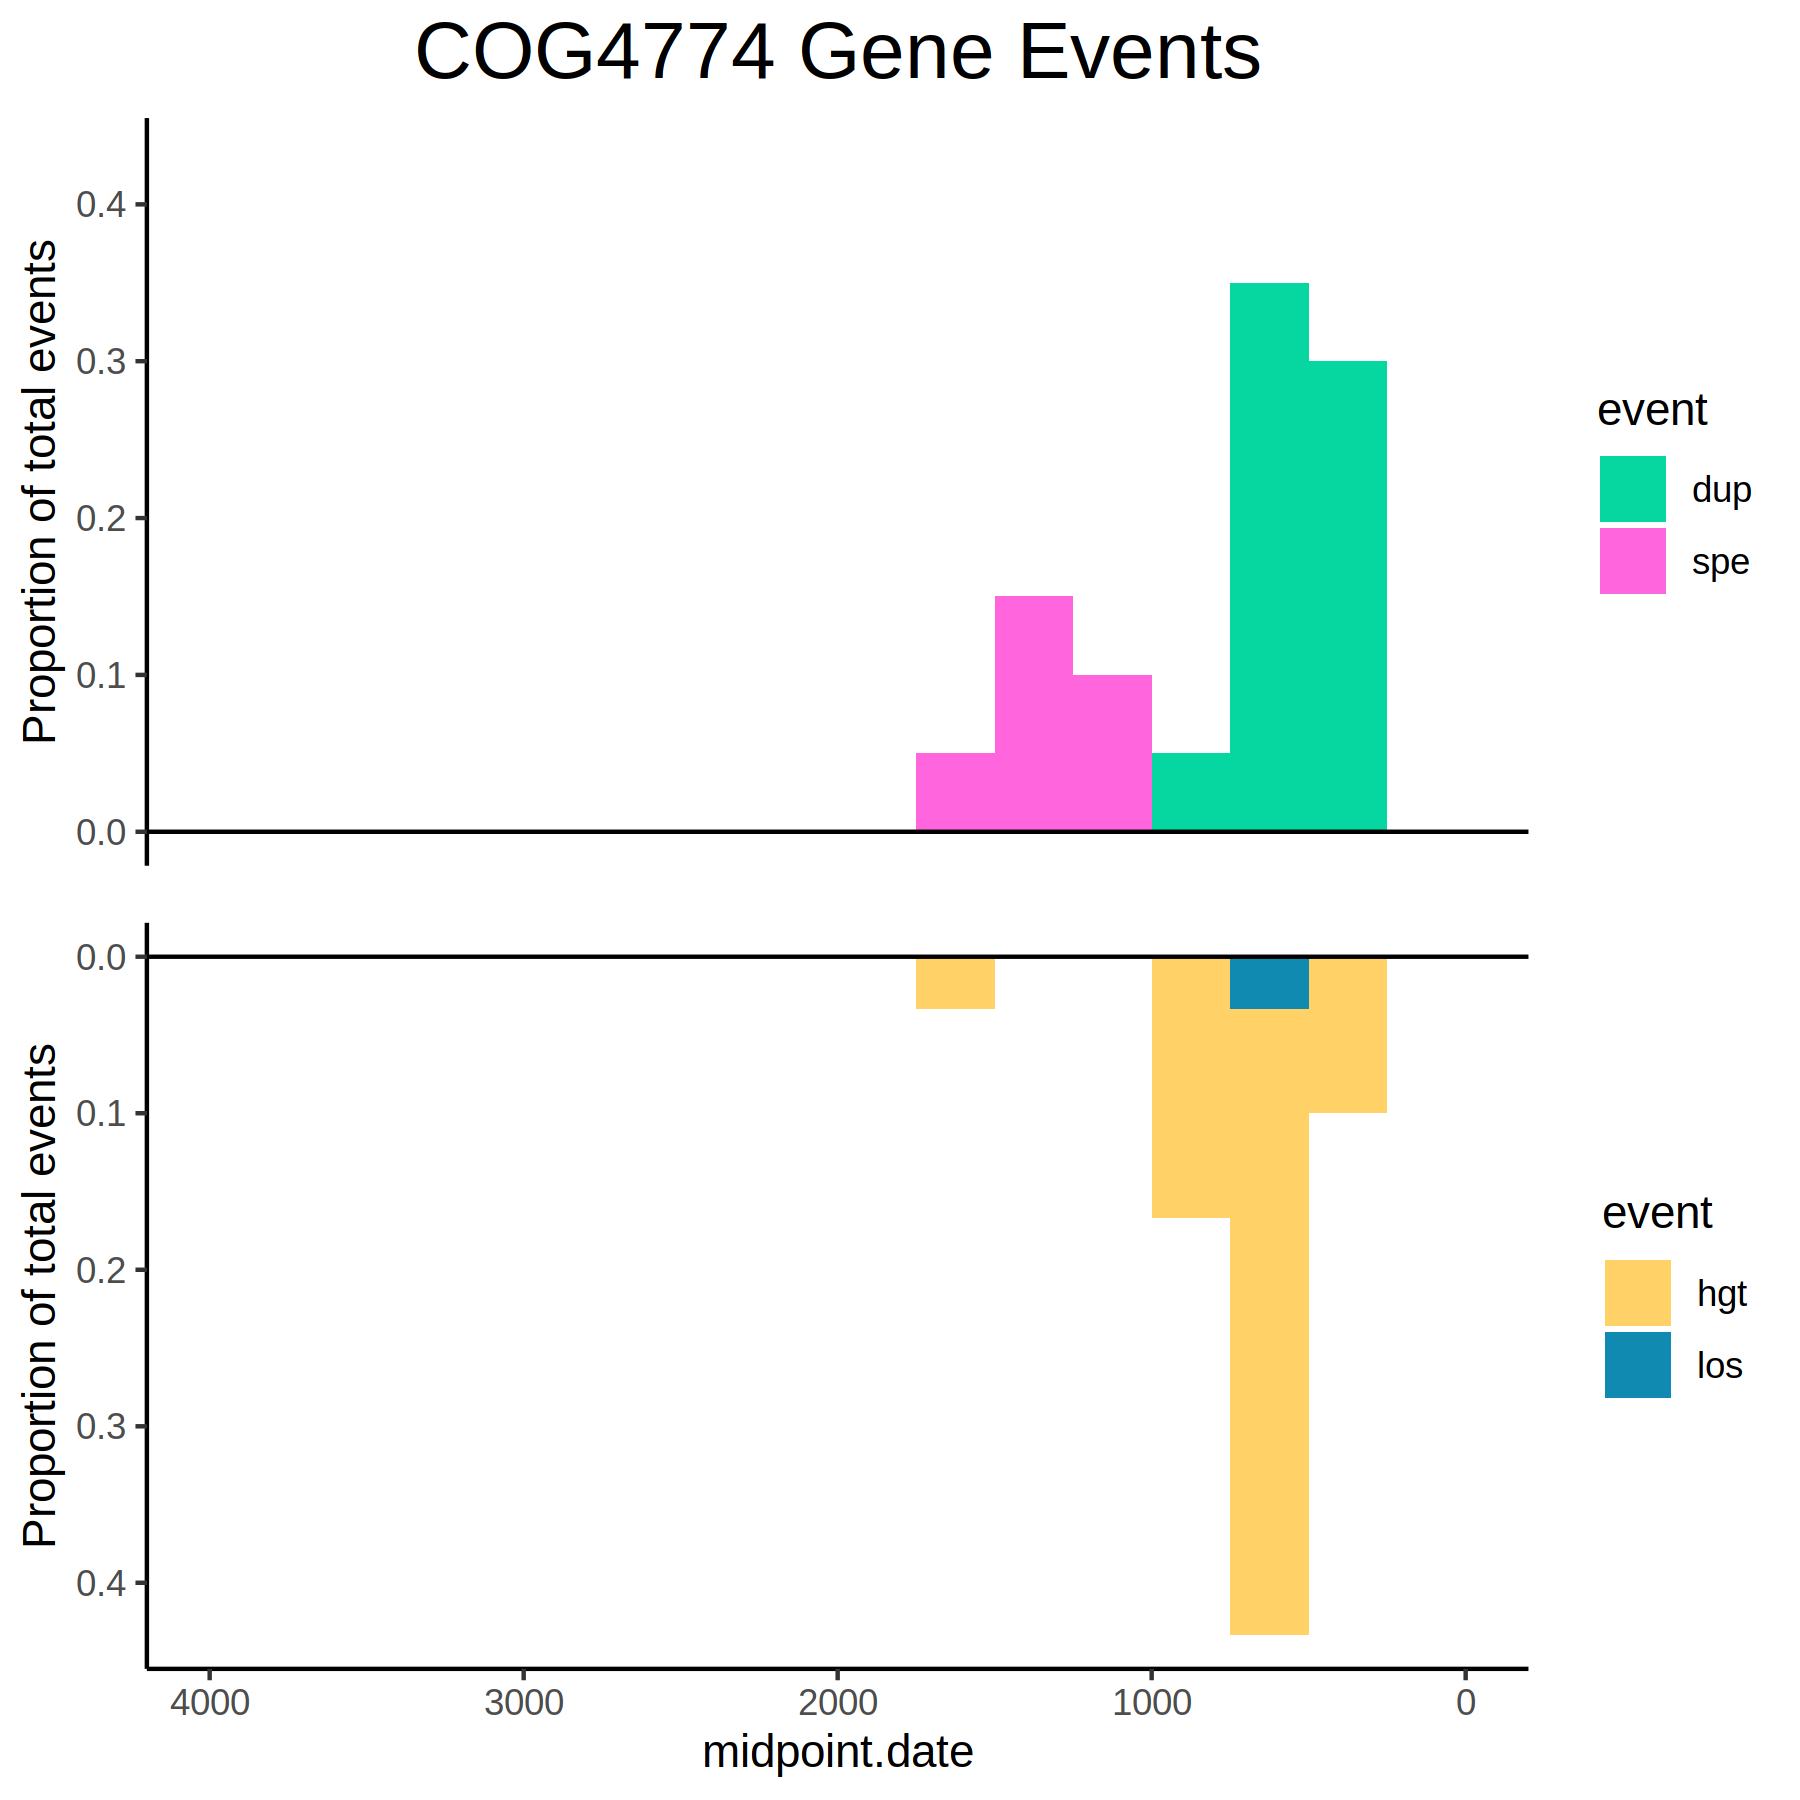 COG4774 Gene Events
Proportion of total events
0.4
0.3
0.2
0.1
0.0
event
dup
spe
Proportion of total events
0.0
0.1
0.2
0.3
0.4
event
hgt
los
4000 3000 2000 1000 0
midpoint.date